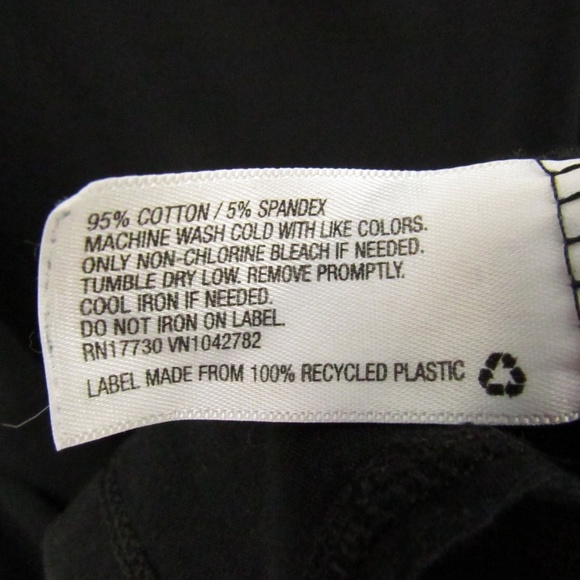 95% COTTON / 5% SPANDEX
MACHINE WASH COLD WITH LIKE COLORS.
ONLY NON-CHLORINE BLEACH IF NEEDED.
TUMBLE DRY LOW. REMOVE PROMPTLY.
COOL IRON IF NEEDED.
DO NOT IRON ON LABEL.
RN17730 VN1042782
LABEL MADE FROM 100% RECYCLED PLASTIC